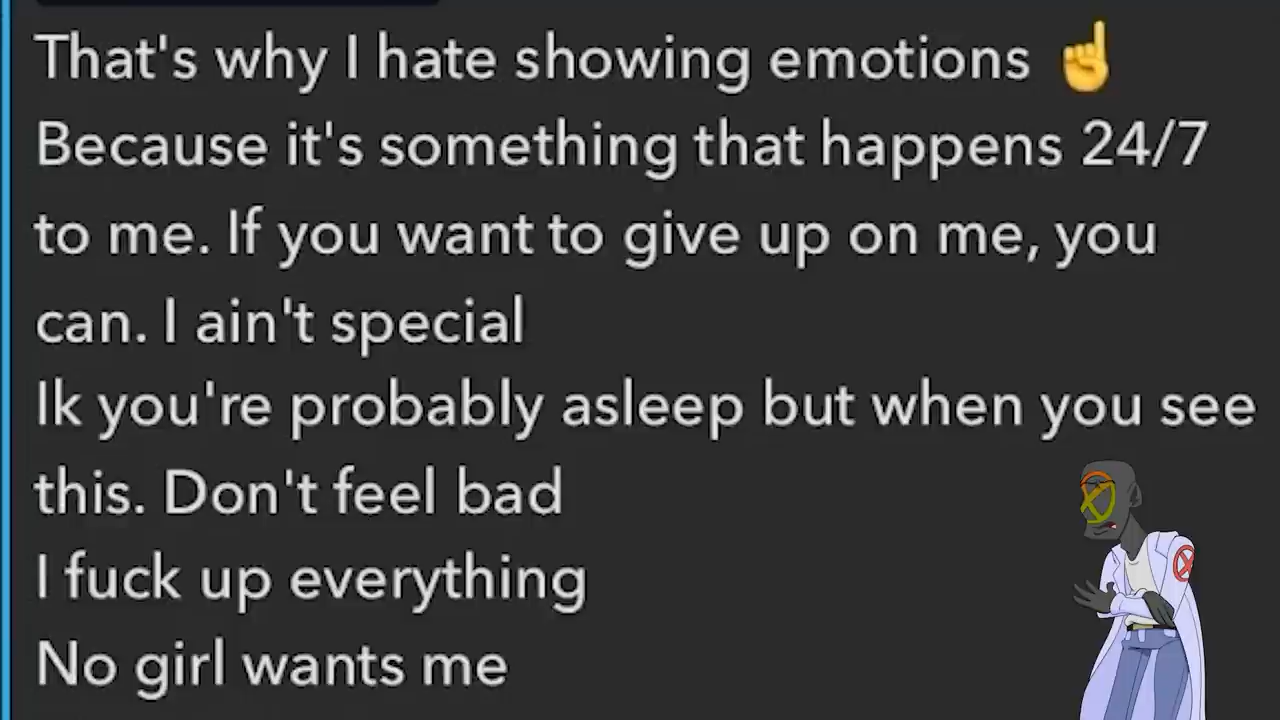 That's why I hate showing emotions ☝️
Because it's something that happens 24/7
to me. If you want to give up on me, you
can. I ain't special
Ik you're probably asleep but when you see
this. Don't feel bad
I fuck up everything
No girl wants me